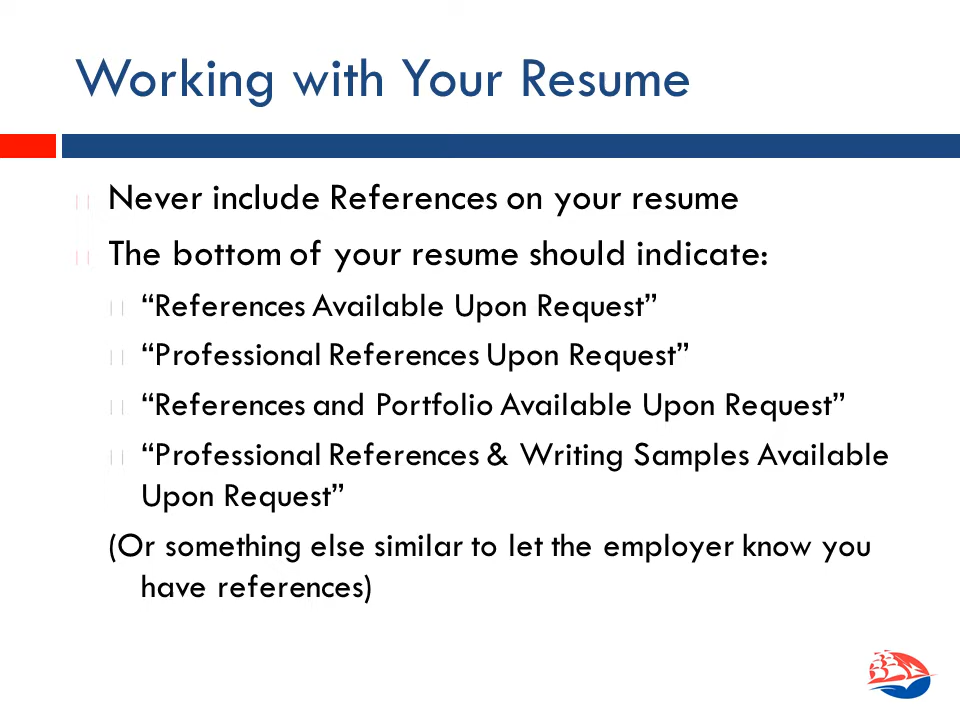 Working with Your Resume
Never include References on your resume
The bottom of your resume should indicate:
“References Available Upon Request”
“Professional References Upon Request”
“References and Portfolio Available Upon Request”
“Professional References & Writing Samples Available
Upon Request”
(Or something else similar to let the employer know you
have references)